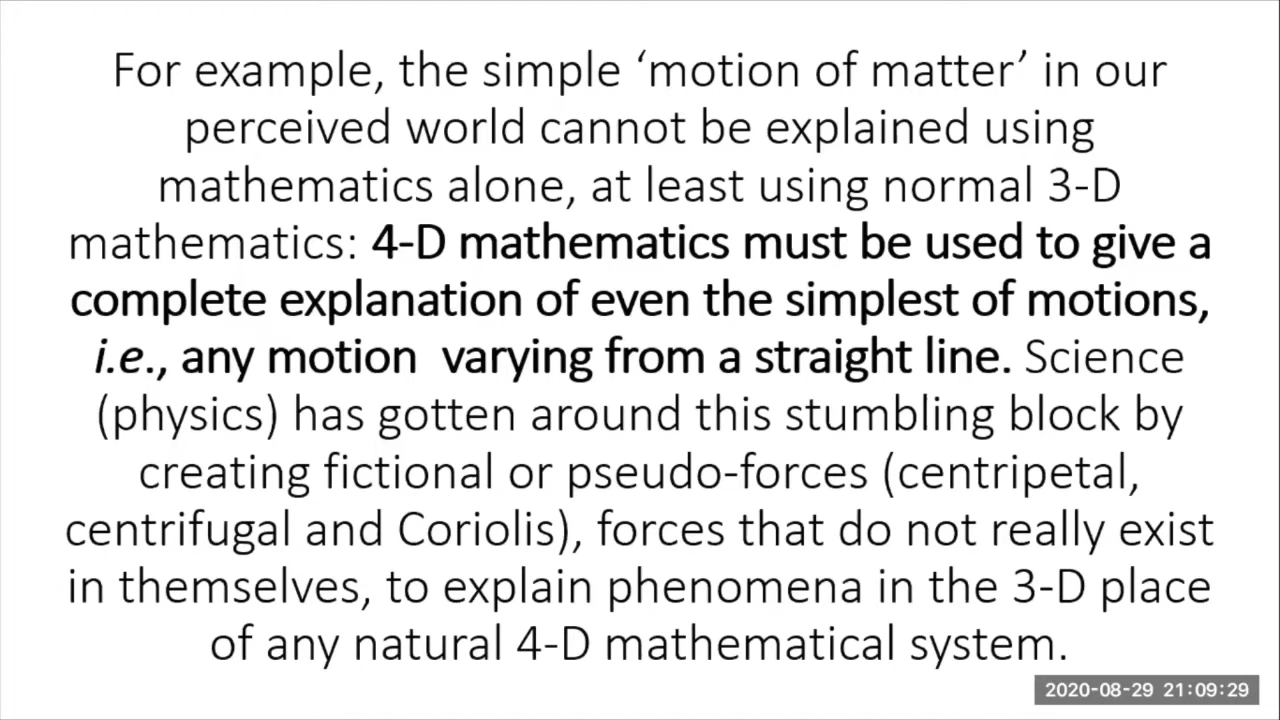 For example, the simple ‘motion of matter’ in our
perceived world cannot be explained using
mathematics alone, at least using normal 3-D
mathematics: 4-D mathematics must be used to give a
complete explanation of even the simplest of motions,
i.e., any motion  varying from a straight line. Science
(physics) has gotten around this stumbling block by
creating fictional or pseudo-forces (centripetal,
centrifugal and Coriolis), forces that do not really exist
in themselves, to explain phenomena in the 3-D place
of any natural 4-D mathematical system.
2020-08-29 21:09:29